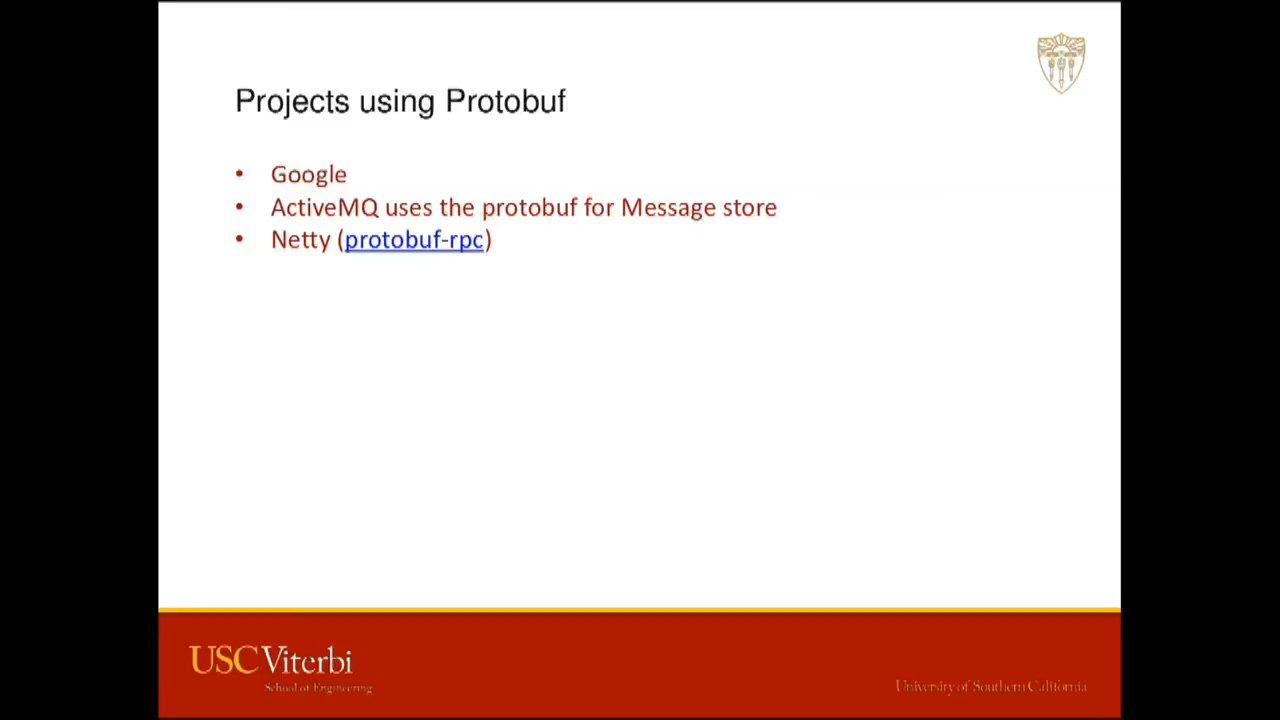 Projects using Protobuf
• Google
• ActiveMQ uses the protobuf for Message store
• Netty (protobuf-rpc)
USC Viterbi
School of Engineering
University of Southern California